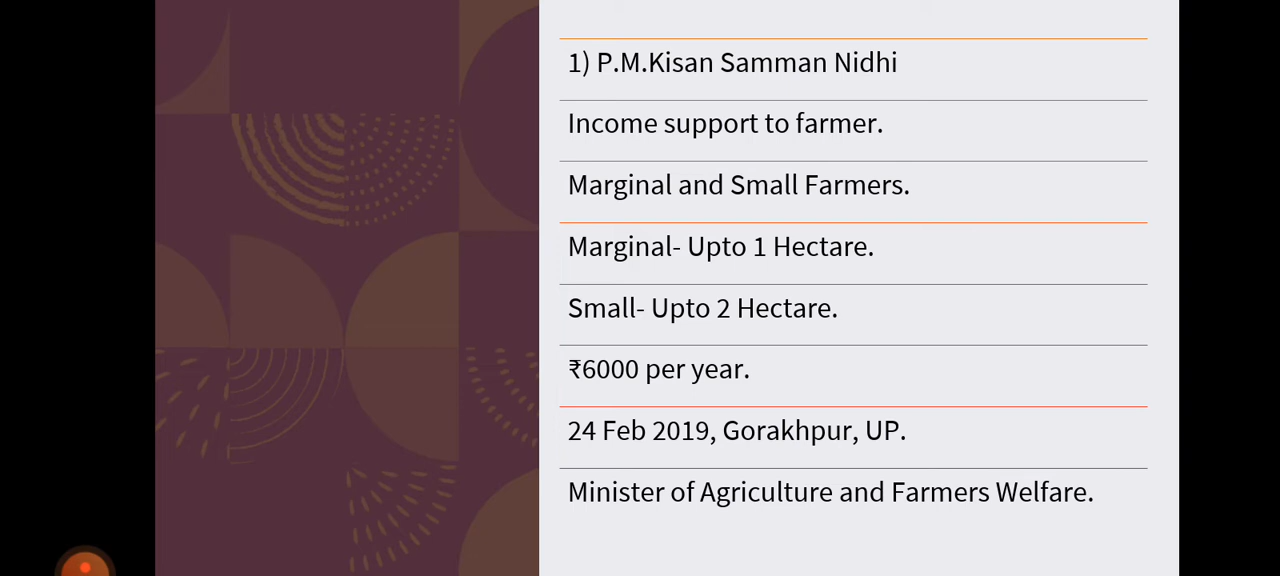 1) P.M.Kisan Samman Nidhi
Income support to farmer.
Marginal and Small Farmers.
Marginal- Upto 1 Hectare.
Small- Upto 2 Hectare.
₹6000 per year.
24 Feb 2019, Gorakhpur, UP.
Minister of Agriculture and Farmers Welfare.